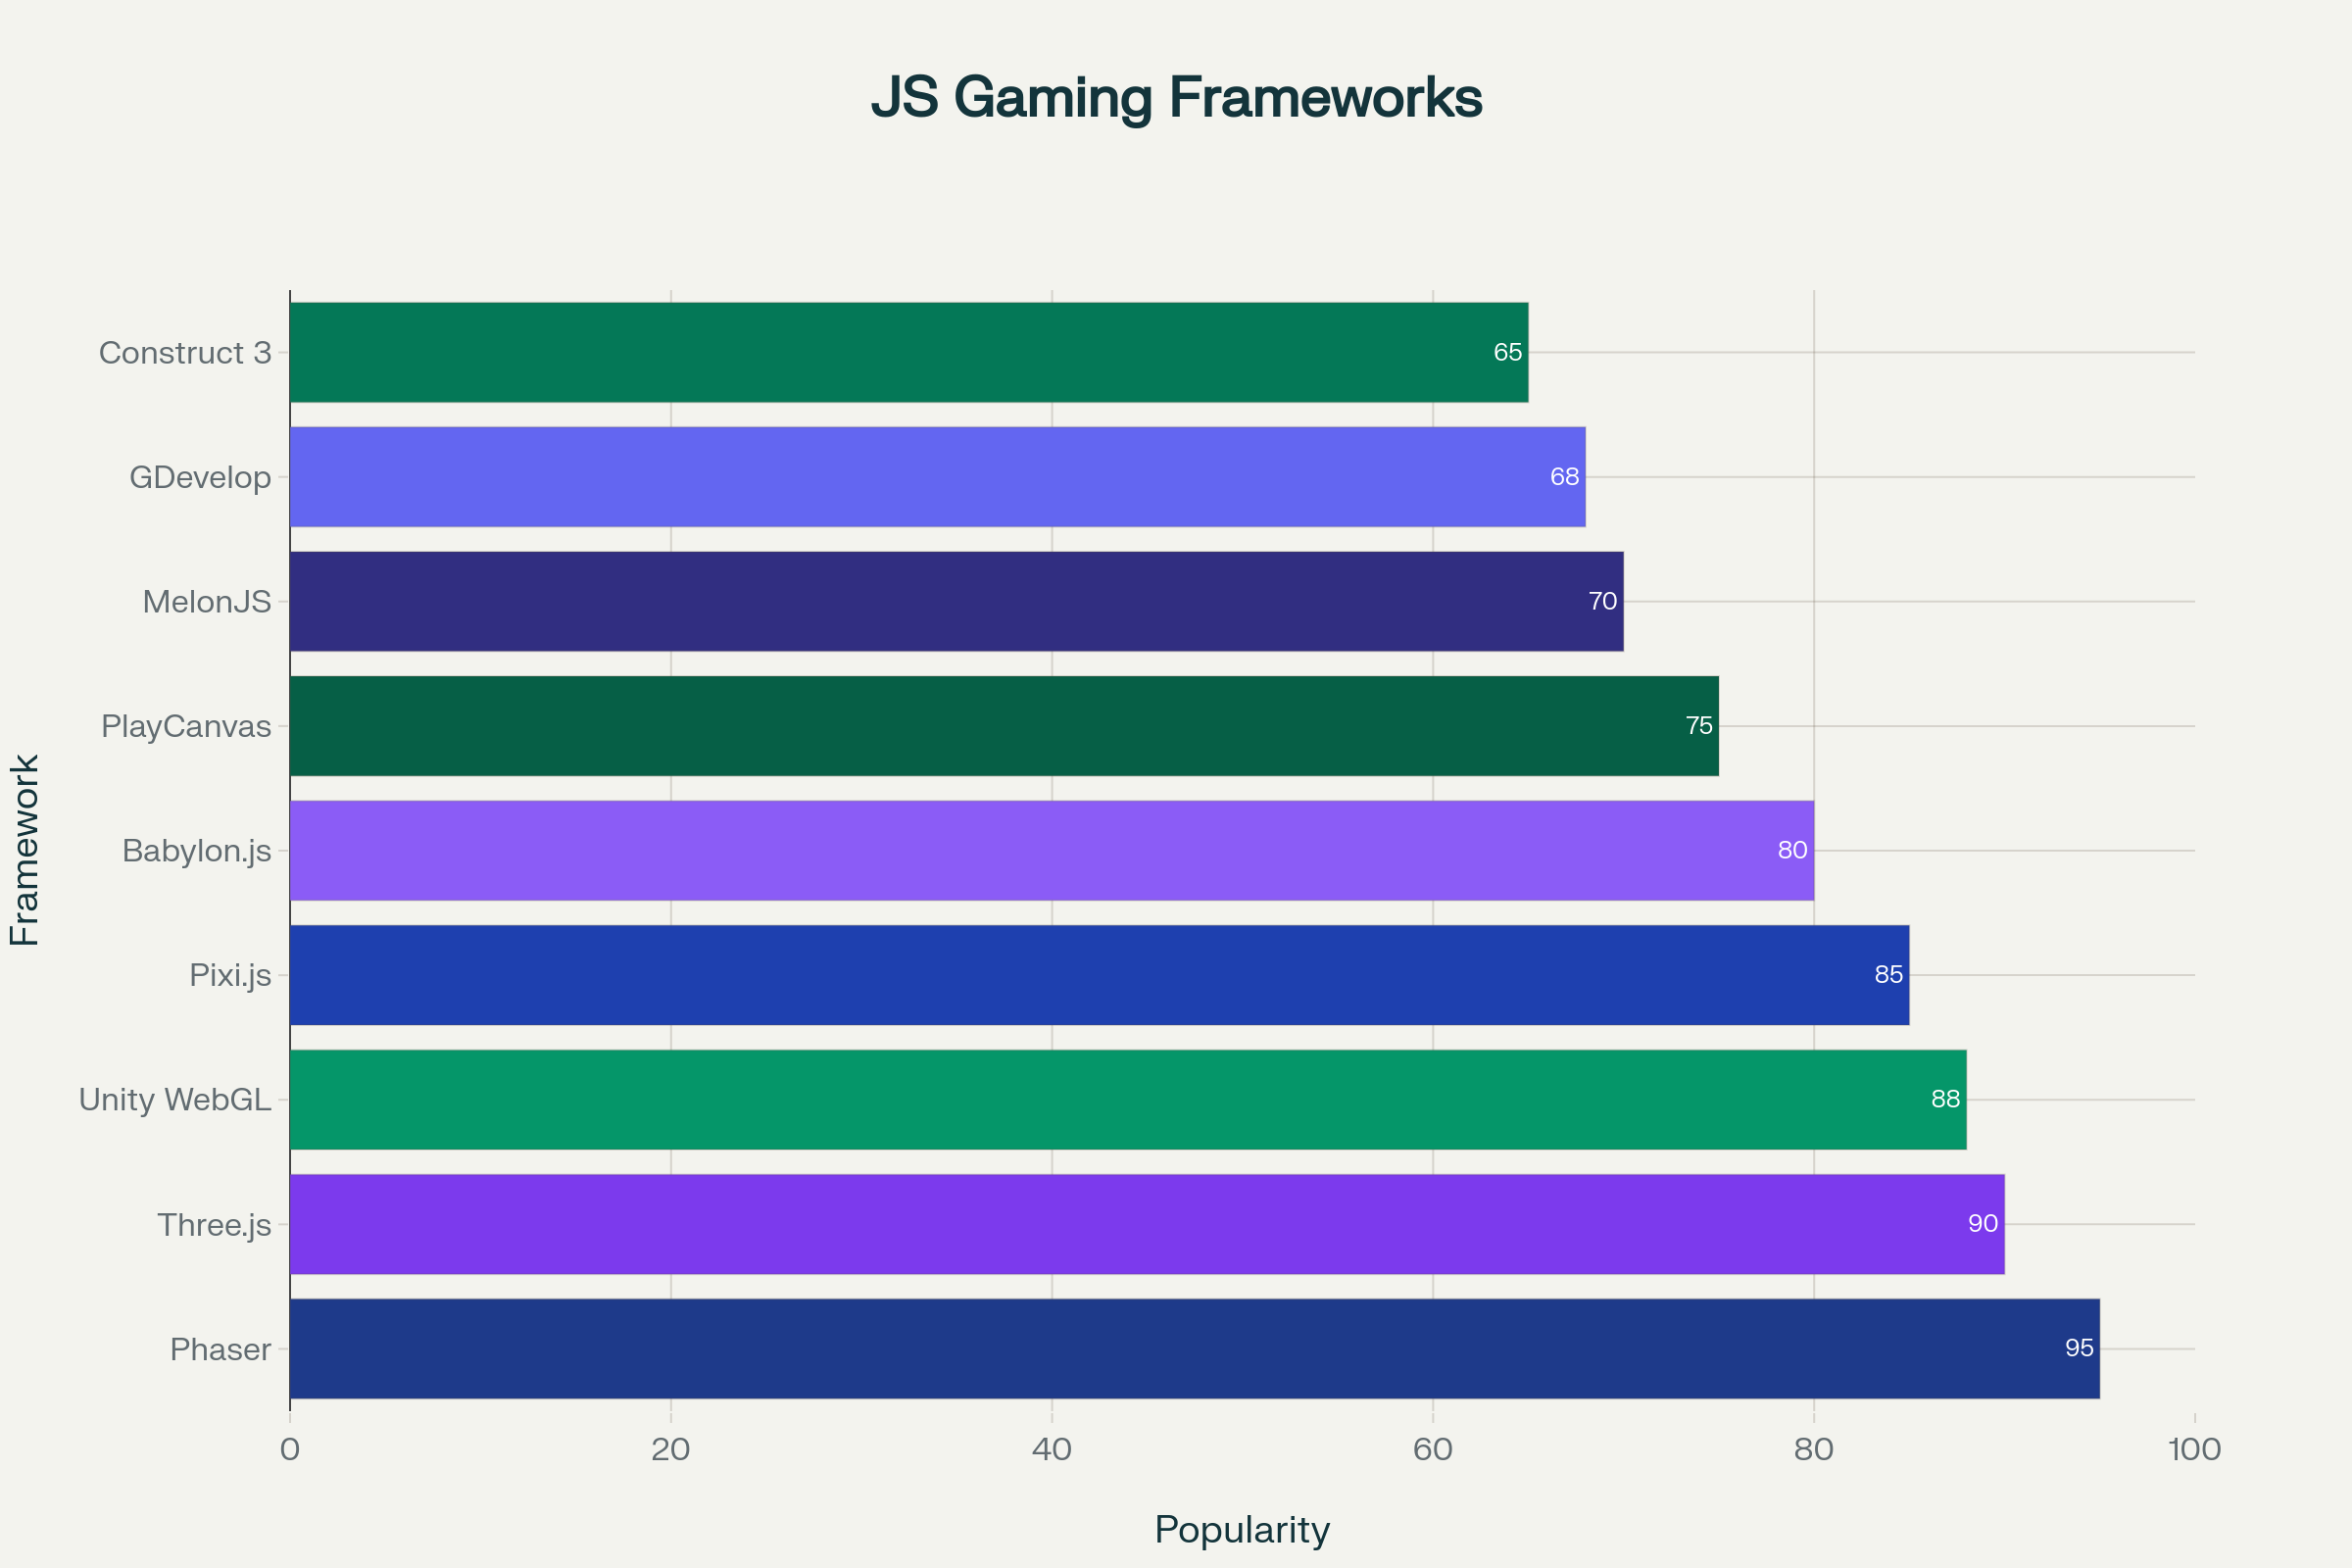 JS Gaming Frameworks
Framework
Construct 3
65
GDevelop
68
MelonJS
70
PlayCanvas
75
Babylon.js
80
Pixi.js
85
Unity WebGL
88
Three.js
90
Phaser
95
0 20 40 60 80 100
Popularity